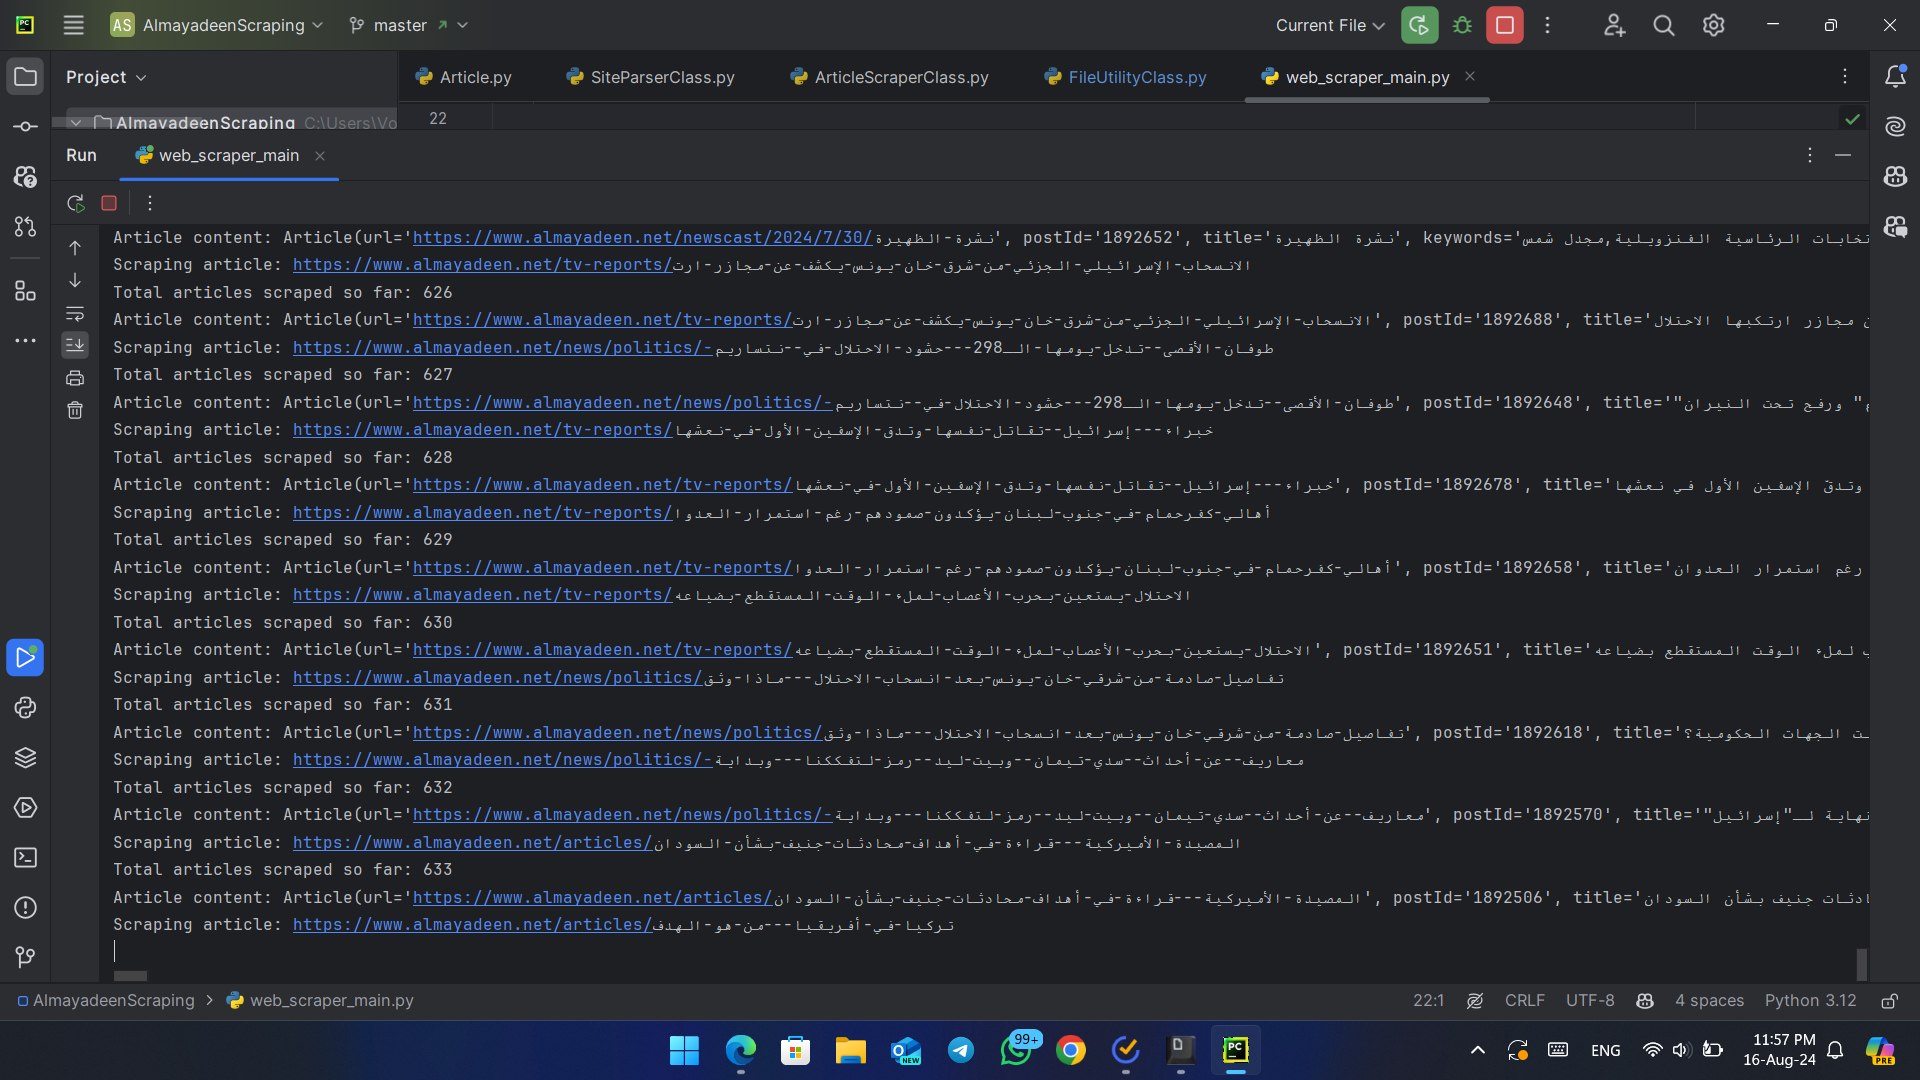 AS AlmayadeenScraping master Current File
Project
Article.py SiteParserClass.py ArticleScraperClass.py FileUtilityClass.py web_scraper_main.py
AlmayadeenScraping C:\Users\Vo 22
Run web_scraper_main
Article content: Article(url='https://www.almayadeen.net/newscast/2024/7/30/نشرة-الظهيرة', postId='1892652', title='نشرة الظهيرة', keywords='تخابات الرئاسية الفنزويلية,مجدل شمس
Scraping article: https://www.almayadeen.net/tv-reports/الانسحاب-الإسرائيلي-الجزئي-من-شرق-خان-يونس-يكشف-عن-مجازر-ارت
Total articles scraped so far: 626
Article content: Article(url='https://www.almayadeen.net/tv-reports/الانسحاب-الإسرائيلي-الجزئي-من-شرق-خان-يونس-يكشف-عن-مجازر-ارت', postId='1892688', title='ن مجازر ارتكبها الاحتلال
Scraping article: https://www.almayadeen.net/news/politics/-طوفان-الأقصى--تدخل-يومها-الـ298---حشود-الاحتلال-في--نتساريم
Total articles scraped so far: 627
Article content: Article(url='https://www.almayadeen.net/news/politics/-طوفان-الأقصى--تدخل-يومها-الـ298---حشود-الاحتلال-في--نتساريم', postId='1892648', title='"م" ورفح تحت النيران
Scraping article: https://www.almayadeen.net/tv-reports/خبراء---إسرائيل--تقاتل-نفسها-وتدق-الإسفين-الأول-في-نعشها
Total articles scraped so far: 628
Article content: Article(url='https://www.almayadeen.net/tv-reports/خبراء---إسرائيل--تقاتل-نفسها-وتدق-الإسفين-الأول-في-نعشها', postId='1892678', title='وتدقّ الإسفين الأول في نعشها
Scraping article: https://www.almayadeen.net/tv-reports/أهالي-كفرحمام-في-جنوب-لبنان-يؤكدون-صمودهم-رغم-استمرار-العدوا
Total articles scraped so far: 629
Article content: Article(url='https://www.almayadeen.net/tv-reports/أهالي-كفرحمام-في-جنوب-لبنان-يؤكدون-صمودهم-رغم-استمرار-العدوا', postId='1892658', title='رغم استمرار العدوان
Scraping article: https://www.almayadeen.net/tv-reports/الاحتلال-يستعين-بحرب-الأعصاب-لملء-الوقت-المستقطع-بضياعه
Total articles scraped so far: 630
Article content: Article(url='https://www.almayadeen.net/tv-reports/الاحتلال-يستعين-بحرب-الأعصاب-لملء-الوقت-المستقطع-بضياعه', postId='1892651', title='ب لملء الوقت المستقطع بضياعه
Scraping article: https://www.almayadeen.net/news/politics/تفاصيل-صادمة-من-شرقي-خان-يونس-بعد-انسحاب-الاحتلال---ماذا-وثق
Total articles scraped so far: 631
Article content: Article(url='https://www.almayadeen.net/news/politics/تفاصيل-صادمة-من-شرقي-خان-يونس-بعد-انسحاب-الاحتلال---ماذا-وثق', postId='1892618', title='ت الجهات الحكومية؟
Scraping article: https://www.almayadeen.net/news/politics/-معاريف--عن-أحداث--سدي-تيمان--وبيت-ليد--رمز-لتفككنا---وبداية
Total articles scraped so far: 632
Article content: Article(url='https://www.almayadeen.net/news/politics/-معاريف--عن-أحداث--سدي-تيمان--وبيت-ليد--رمز-لتفككنا---وبداية', postId='1892570', title='"نهاية لـ"إسرائيل
Scraping article: https://www.almayadeen.net/articles/المصيدة-الأميركية---قراءة-في-أهداف-محادثات-جنيف-بشأن-السودان
Total articles scraped so far: 633
Article content: Article(url='https://www.almayadeen.net/articles/المصيدة-الأميركية---قراءة-في-أهداف-محادثات-جنيف-بشأن-السودان', postId='1892506', title='ادثات جنيف بشأن السودان
Scraping article: https://www.almayadeen.net/articles/تركيا-في-أفريقيا---من-هو-الهدف
AlmayadeenScraping > web_scraper_main.py 22:1 CRLF UTF-8 4 spaces Python 3.12
99+ ENG 11:57 PM
16-Aug-24